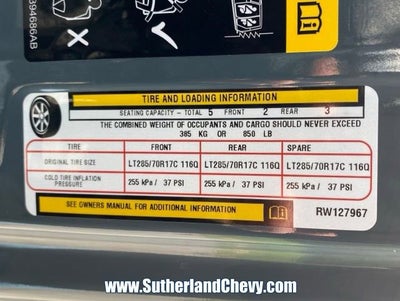 68394686AB
TIRE AND LOADING INFORMATION
SEATING CAPACITY - TOTAL 5 FRONT 2 REAR 3
THE COMBINED WEIGHT OF OCCUPANTS AND CARGO SHOULD NEVER EXCEED
385 KG OR 850 LB
TIRE FRONT REAR SPARE
ORIGINAL TIRE SIZE LT285/70R17C 116Q LT285/70R17C 116Q LT285/70R17C 116Q
COLD TIRE INFLATION PRESSURE 255 kPa / 37 PSI 255 kPa / 37 PSI 255 kPa / 37 PSI
SEE OWNERS MANUAL FOR ADDITIONAL INFORMATION RW127967
www.SutherlandChevy.com